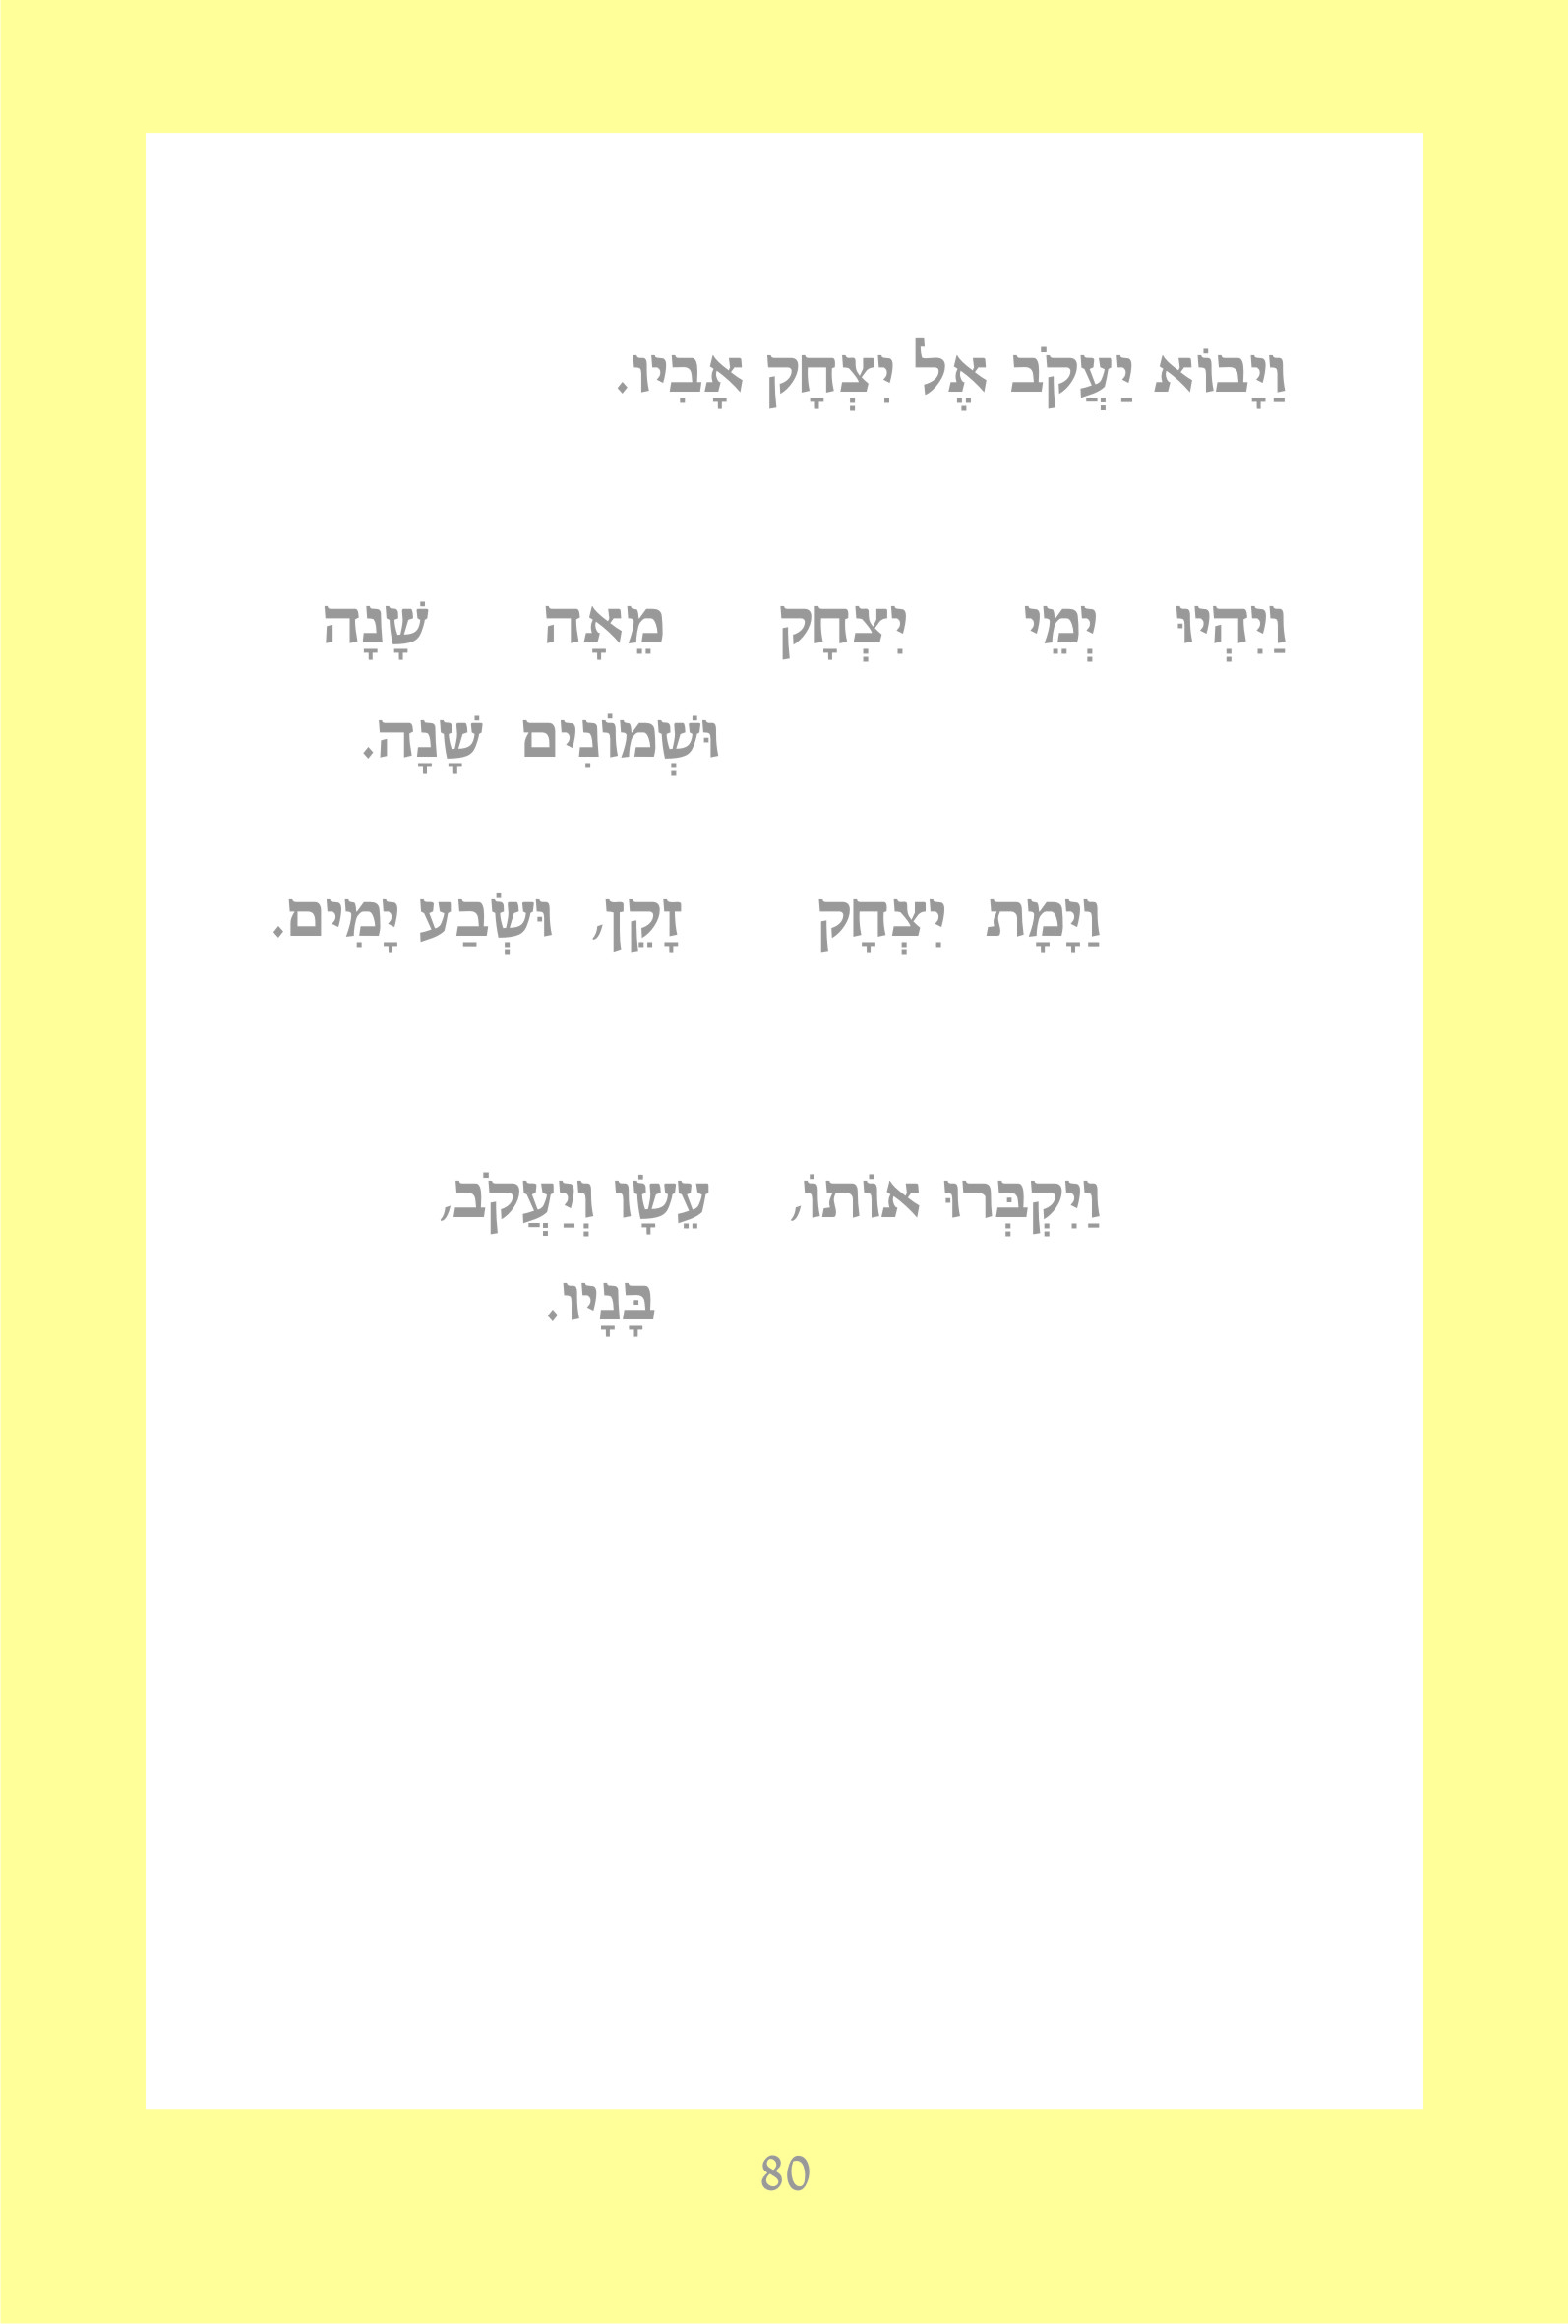 וַיָבוֹא יַעֲקֹב אֶל יִצְחָק אָבִיו.
וַיִהְיוּ יְמֵי יִצְחָק מֵאָה שָׁנָה
וּשְׁמוֹנִים שָׁנָה.
וַיָמָת יִצְחָק זָקֵן, וּשְׂבַע יָמִים.
וַיִקְבְּרוּ אוֹתוֹ, עֵשָׂו וְיַעֲקֹב,
בָּנָיו.
80